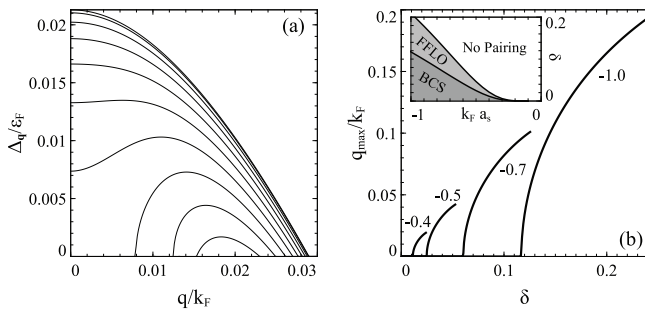 (a)
Δq/εF
0.02
0.015
0.01
0.005
0
0
0.01
0.02
0.03
q/kF
(b)
qmax/kF
0.2
0.15
0.1
0.05
0
0
0.1
0.2
δ
-0.4
-0.5
-0.7
-1.0
FFLO
BCS
No Pairing
0.2
δ
0
-1
kF as
0